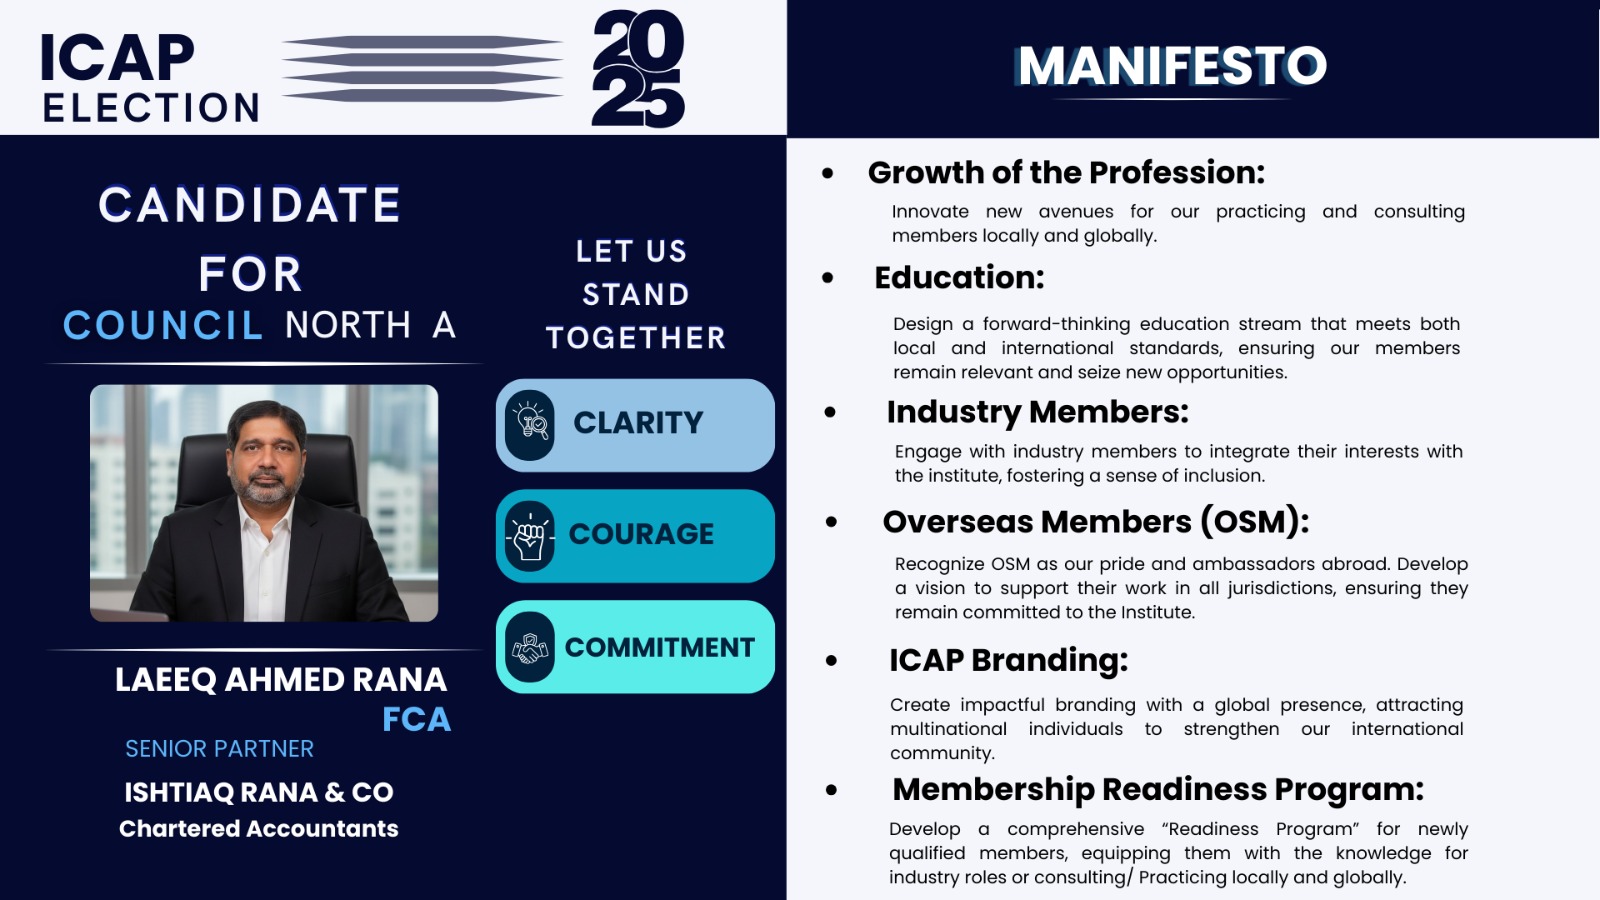 ICAP
ELECTION
20
25
CANDIDATE
FOR
COUNCIL NORTH A
LET US
STAND
TOGETHER
CLARITY
COURAGE
COMMITMENT
LAEEQ AHMED RANA
FCA
SENIOR PARTNER
ISHTIAQ RANA & CO
Chartered Accountants
MANIFESTO
• Growth of the Profession:
Innovate new avenues for our practicing and consulting
members locally and globally.
• Education:
Design a forward-thinking education stream that meets both
local and international standards, ensuring our members
remain relevant and seize new opportunities.
• Industry Members:
Engage with industry members to integrate their interests with
the institute, fostering a sense of inclusion.
• Overseas Members (OSM):
Recognize OSM as our pride and ambassadors abroad. Develop
a vision to support their work in all jurisdictions, ensuring they
remain committed to the Institute.
• ICAP Branding:
Create impactful branding with a global presence, attracting
multinational individuals to strengthen our international
community.
• Membership Readiness Program:
Develop a comprehensive “Readiness Program” for newly
qualified members, equipping them with the knowledge for
industry roles or consulting/ Practicing locally and globally.